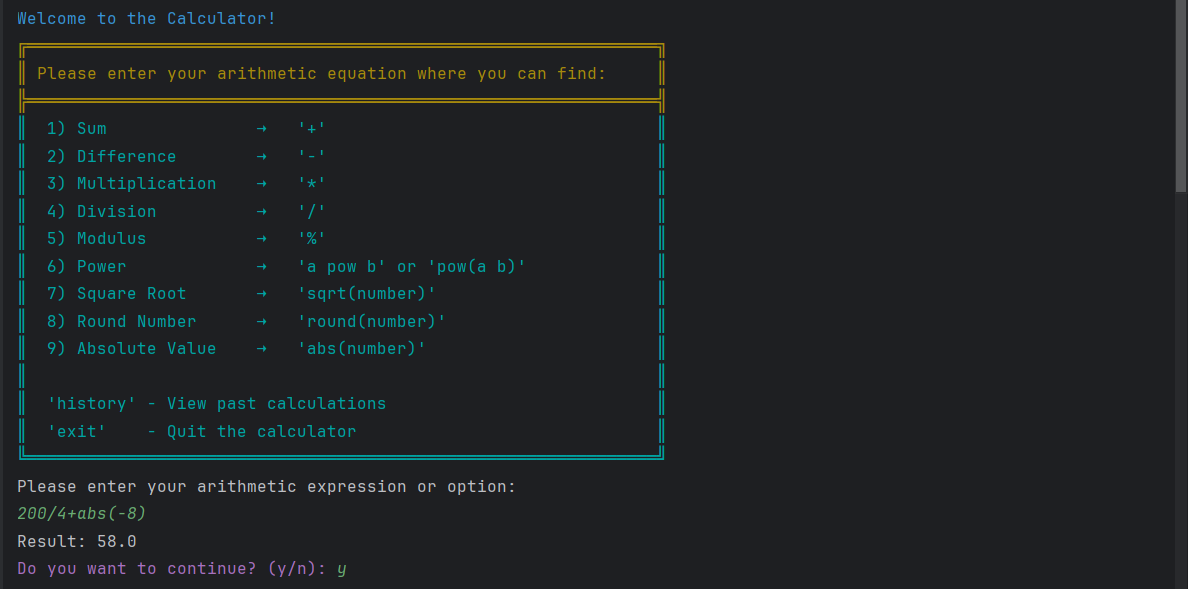 Welcome to the Calculator!
Please enter your arithmetic equation where you can find:
1) Sum → '+'
2) Difference → '-'
3) Multiplication → '*'
4) Division → '/'
5) Modulus → '%'
6) Power → 'a pow b' or 'pow(a b)'
7) Square Root → 'sqrt(number)'
8) Round Number → 'round(number)'
9) Absolute Value → 'abs(number)'
'history' - View past calculations
'exit' - Quit the calculator
Please enter your arithmetic expression or option:
200/4+abs(-8)
Result: 58.0
Do you want to continue? (y/n): y